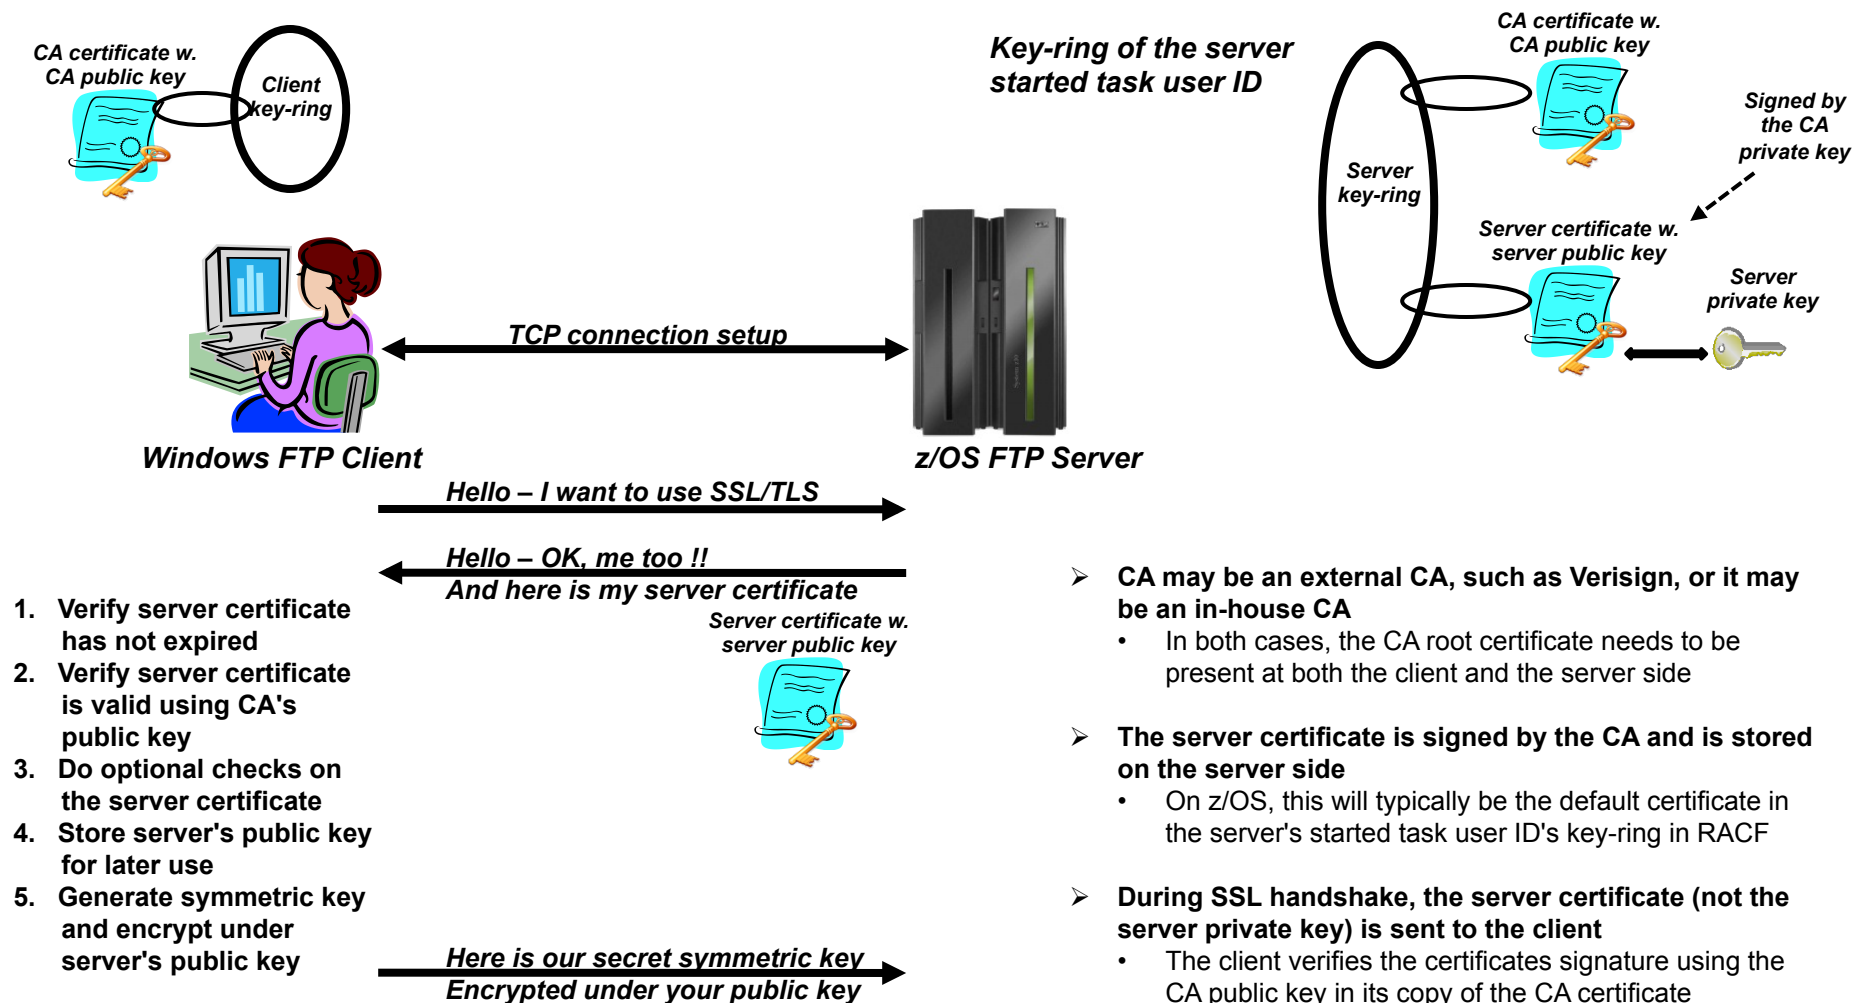 CA certificate w.
CA public key
Client
key-ring
Key-ring of the server
started task user ID
CA certificate w.
CA public key
Signed by
the CA
private key
Server
key-ring
Server certificate w.
server public key
Server
private key
TCP connection setup
Windows FTP Client
z/OS FTP Server
Hello – I want to use SSL/TLS
Hello – OK, me too !!
And here is my server certificate
Server certificate w.
server public key
1. Verify server certificate
has not expired
2. Verify server certificate
is valid using CA's
public key
3. Do optional checks on
the server certificate
4. Store server's public key
for later use
5. Generate symmetric key
and encrypt under
server's public key
Here is our secret symmetric key
Encrypted under your public key
➢ CA may be an external CA, such as Verisign, or it may
be an in-house CA
• In both cases, the CA root certificate needs to be
present at both the client and the server side
➢ The server certificate is signed by the CA and is stored
on the server side
• On z/OS, this will typically be the default certificate in
the server's started task user ID's key-ring in RACF
➢ During SSL handshake, the server certificate (not the
server private key) is sent to the client
• The client verifies the certificates signature using the
CA public key in its copy of the CA certificate